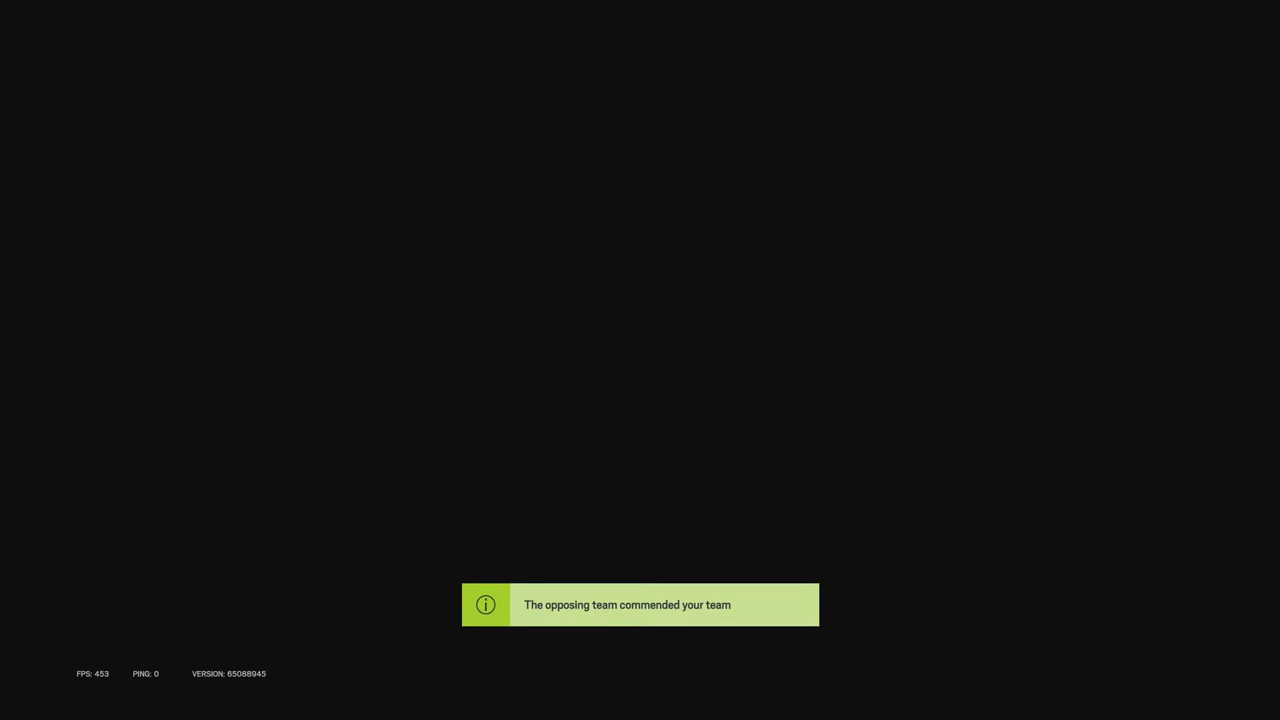 The opposing team commended your team
FPS: 453 PING: 0 VERSION: 65088945